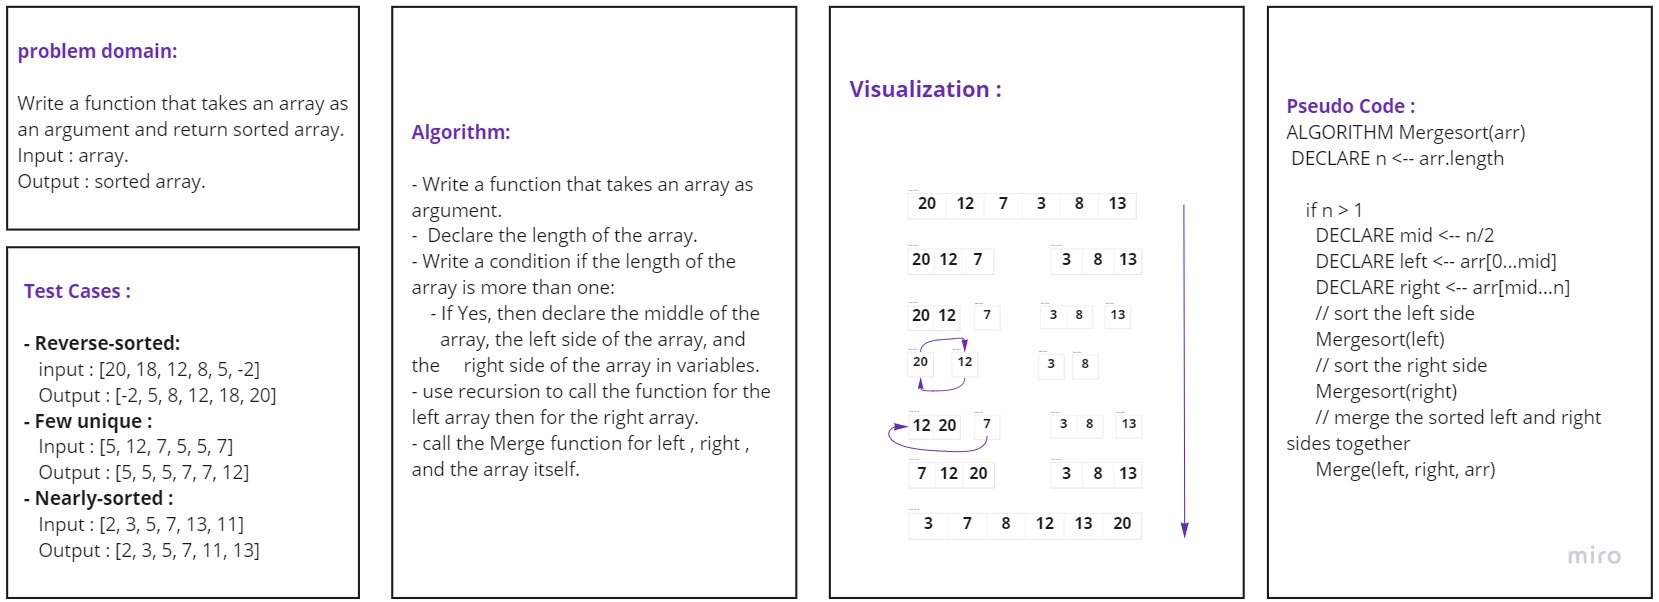 problem domain:
Write a function that takes an array as
an argument and return sorted array.
Input : array.
Output : sorted array.
Test Cases :
- Reverse-sorted:
input : [20, 18, 12, 8, 5, -2]
Output : [-2, 5, 8, 12, 18, 20]
- Few unique :
Input : [5, 12, 7, 5, 5, 7]
Output : [5, 5, 5, 7, 7, 12]
- Nearly-sorted :
Input : [2, 3, 5, 7, 13, 11]
Output : [2, 3, 5, 7, 11, 13]
Algorithm:
- Write a function that takes an array as
argument.
- Declare the length of the array.
- Write a condition if the length of the
array is more than one:
- If Yes, then declare the middle of the
array, the left side of the array, and
the right side of the array in variables.
- use recursion to call the function for the
left array then for the right array.
- call the Merge function for left , right ,
and the array itself.
Visualization :
20 12 7 3 8 13
20 12 7 3 8 13
20 12 7 3 8 13
20 12 3 8
12 20 7 3 8 13
7 12 20 3 8 13
3 7 8 12 13 20
Pseudo Code :
ALGORITHM Mergesort(arr)
DECLARE n <-- arr.length
if n > 1
DECLARE mid <-- n/2
DECLARE left <-- arr[0...mid]
DECLARE right <-- arr[mid...n]
// sort the left side
Mergesort(left)
// sort the right side
Mergesort(right)
// merge the sorted left and right
sides together
Merge(left, right, arr)
miro